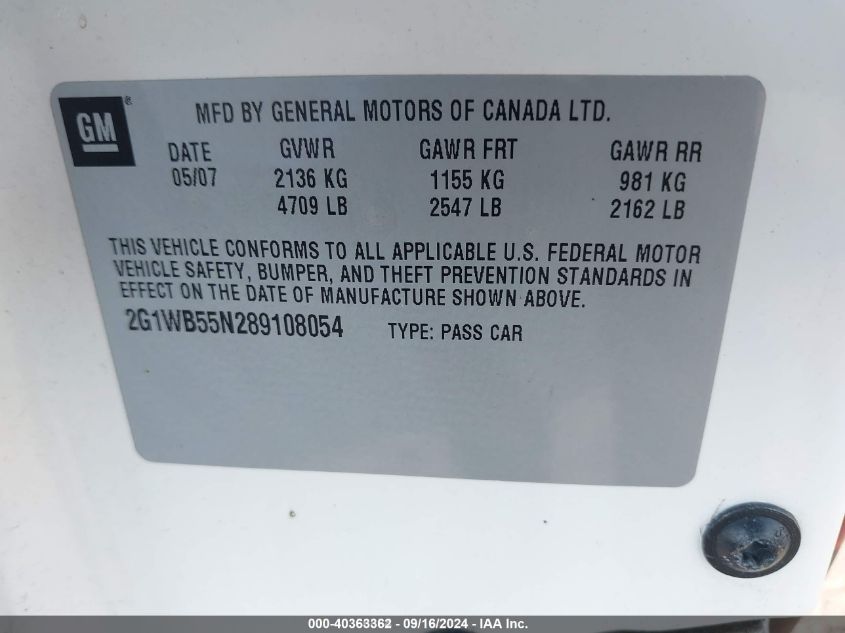 GM ®
MFD BY GENERAL MOTORS OF CANADA LTD.
DATE GVWR GAWR FRT GAWR RR
05/07 2136 KG 1155 KG 981 KG
4709 LB 2547 LB 2162 LB
THIS VEHICLE CONFORMS TO ALL APPLICABLE U.S. FEDERAL MOTOR
VEHICLE SAFETY, BUMPER, AND THEFT PREVENTION STANDARDS IN
EFFECT ON THE DATE OF MANUFACTURE SHOWN ABOVE.
2G1WB55N289108054 TYPE: PASS CAR
000-40363362 - 09/16/2024 - IAA Inc.